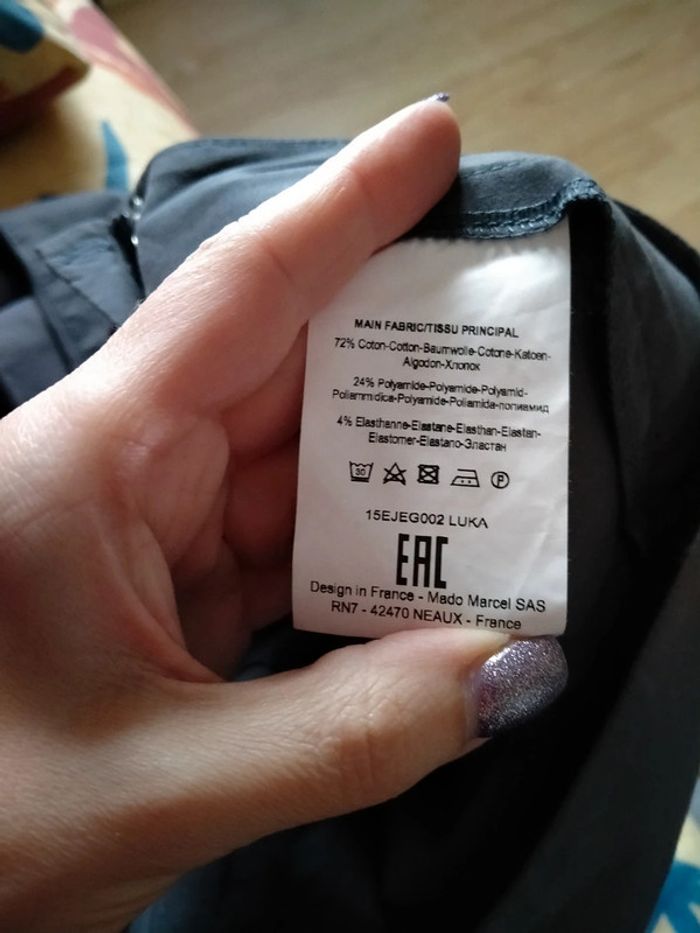 MAIN FABRIC/TISSU PRINCIPAL
72% Coton-Cotton-Baumwolle-Cotone-Katoen-
Algodon-Хлопок
24% Polyamide-Polyamide-Polyamid-
Poliammidica-Polyamide-Poliamida-полиамид
4% Elasthanne-Elastane-Elasthan-Elastan-
Elastomer-Elastano-Эластан
30 P
15EJEG002 LUKA
EAC
Design in France - Mado Marcel SAS
RN7 - 42470 NEAUX - France